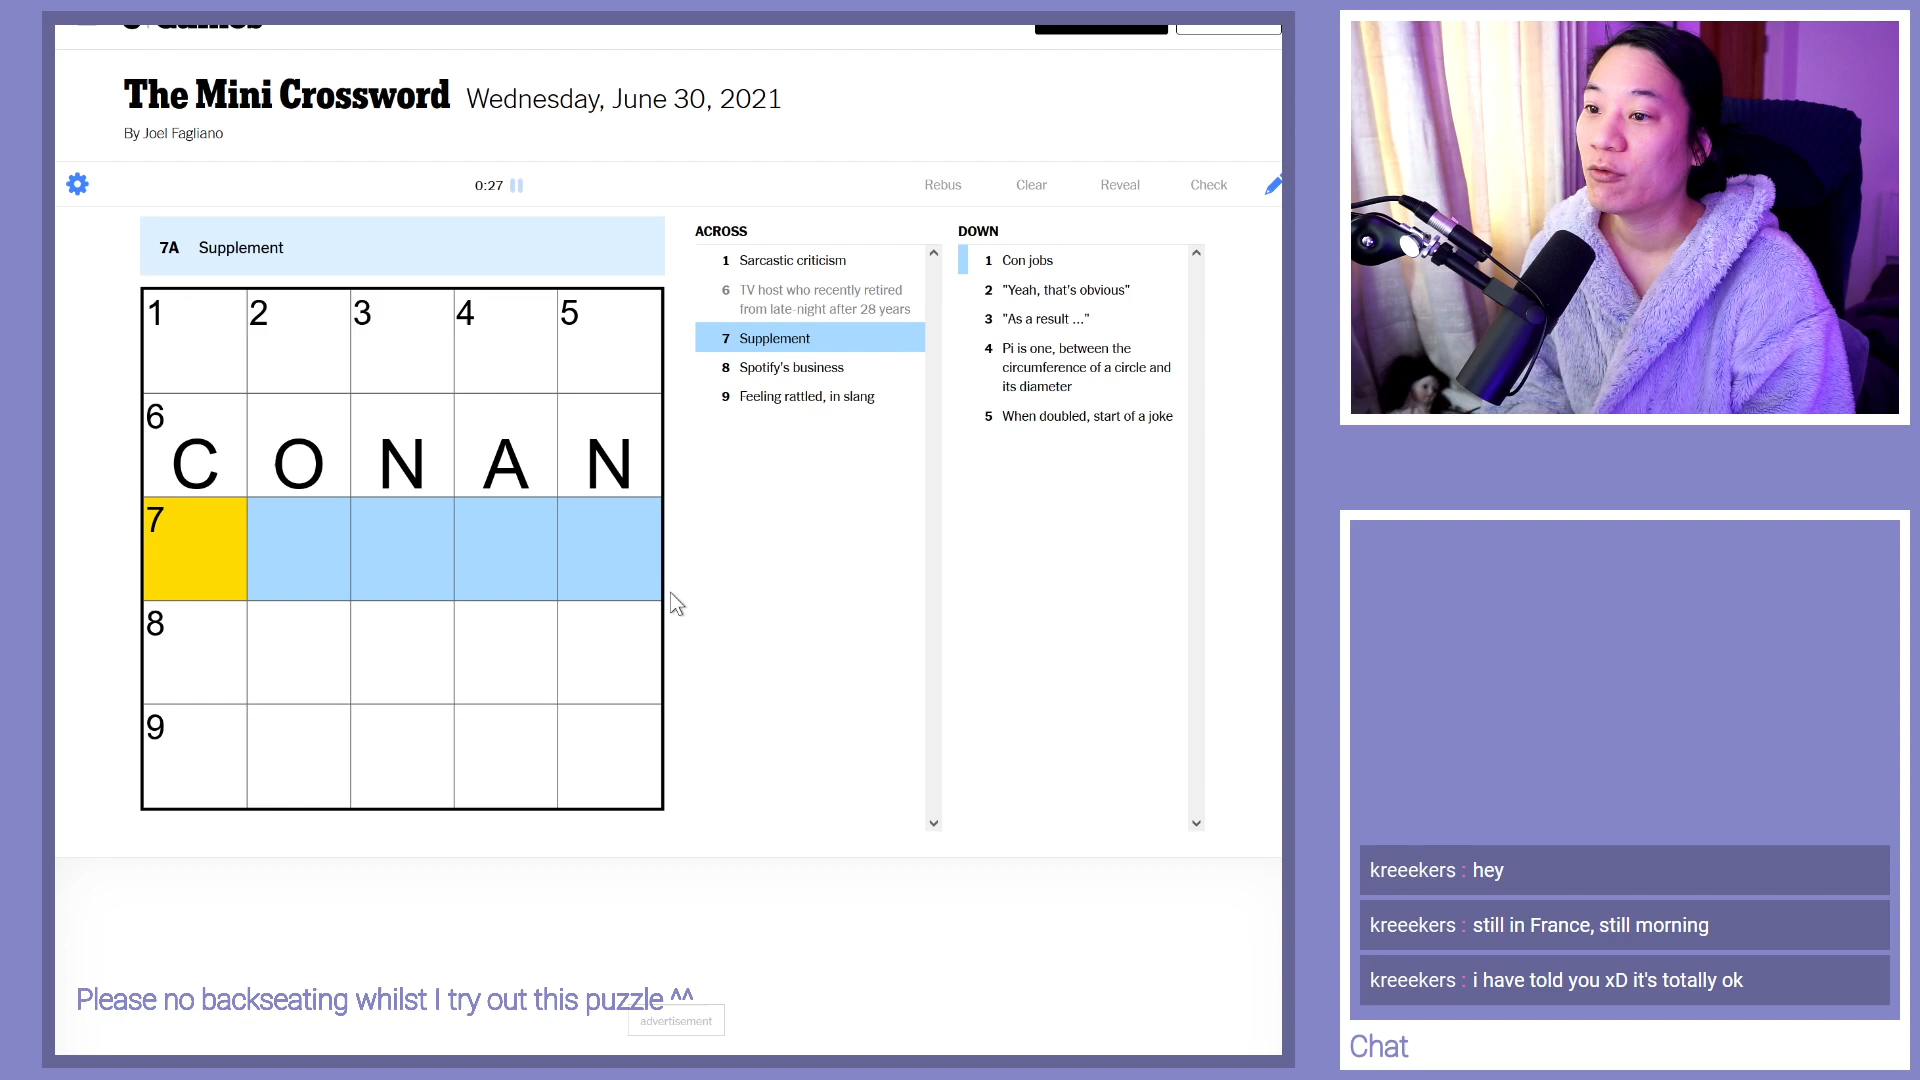 The Mini Crossword Wednesday, June 30, 2021
By Joel Fagliano
0:27
Rebus Clear Reveal Check
7A Supplement
1 2 3 4 5
6
C O N A N
7
8
9
ACROSS
1 Sarcastic criticism
6 TV host who recently retired
from late-night after 28 years
7 Supplement
8 Spotify's business
9 Feeling rattled, in slang
DOWN
1 Con jobs
2 "Yeah, that's obvious"
3 "As a result ..."
4 Pi is one, between the
circumference of a circle and
its diameter
5 When doubled, start of a joke
Please no backseating whilst I try out this puzzle ^^
advertisement
kreeekers : hey
kreeekers : still in France, still morning
kreeekers : i have told you xD it's totally ok
Chat